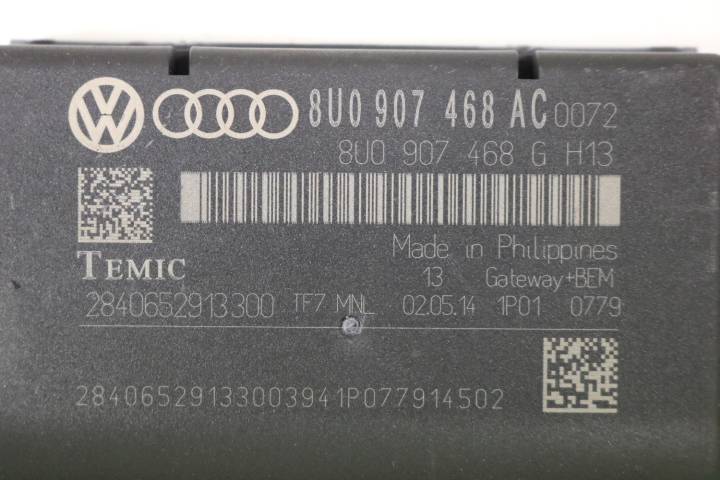 8U0 907 468 AC 0072
8U0 907 468 G H13
Made in Philippines
TEMIC
13 Gateway+BEM
2840652913300 TF7 MNL 02.05.14 1P01 0779
28406529133003941P077914502